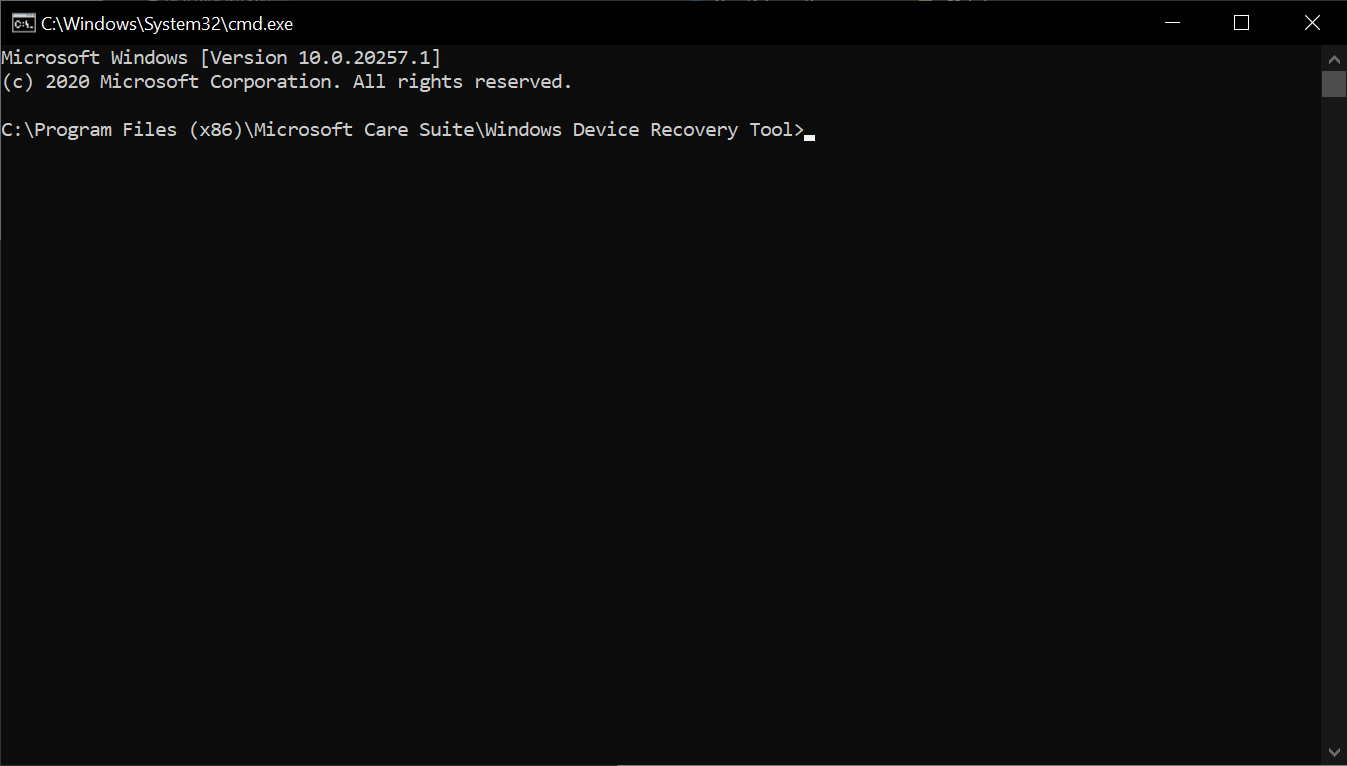 C:\Windows\System32\cmd.exe
Microsoft Windows [Version 10.0.20257.1]
(c) 2020 Microsoft Corporation. All rights reserved.
C:\Program Files (x86)\Microsoft Care Suite\Windows Device Recovery Tool>